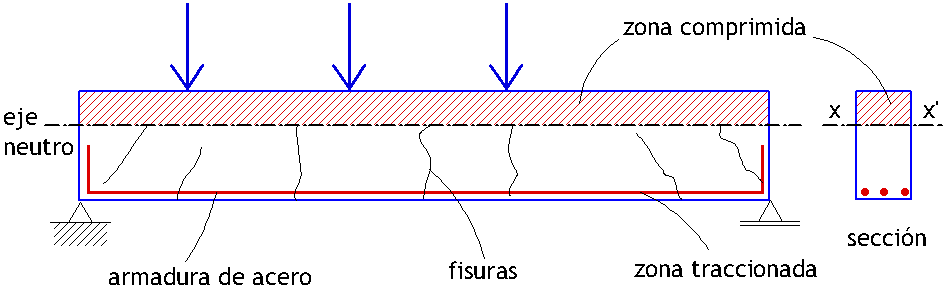 zona comprimida
eje
neutro
x
x'
sección
armadura de acero
fisuras
zona traccionada